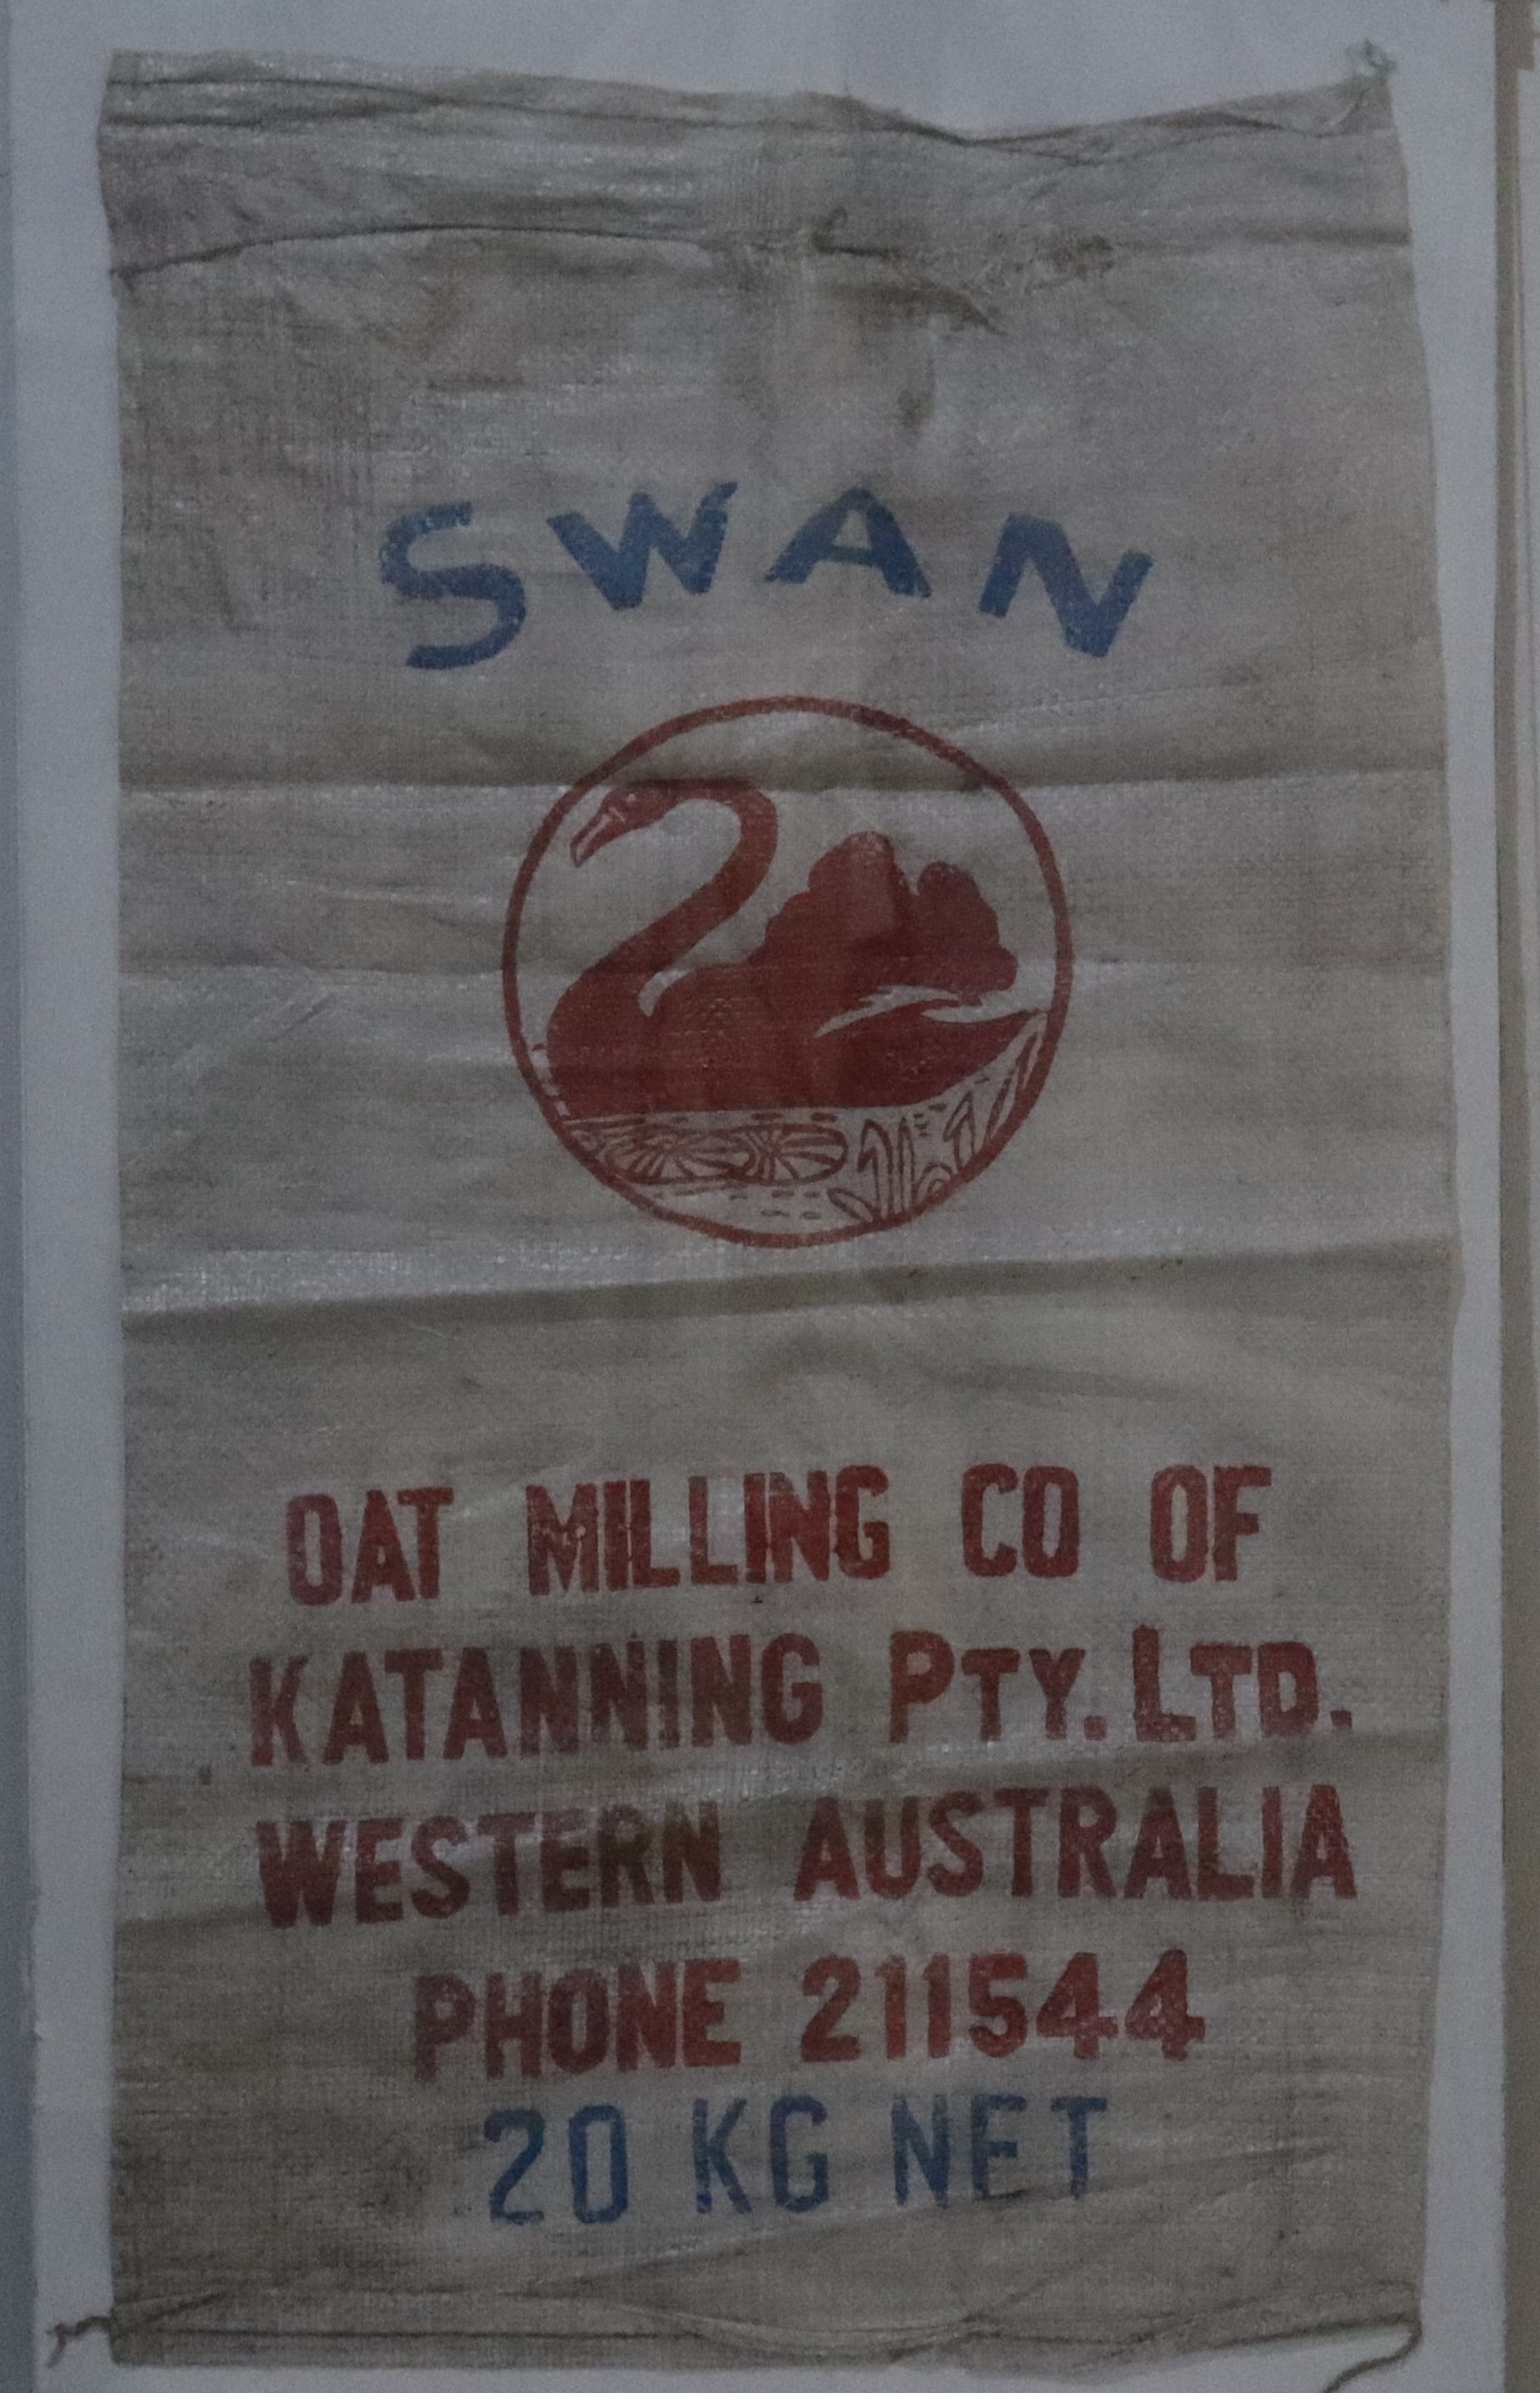 SWAN
OAT MILLING CO OF
KATANNING PTY. LTD.
WESTERN AUSTRALIA
PHONE 211544
20 KG NET